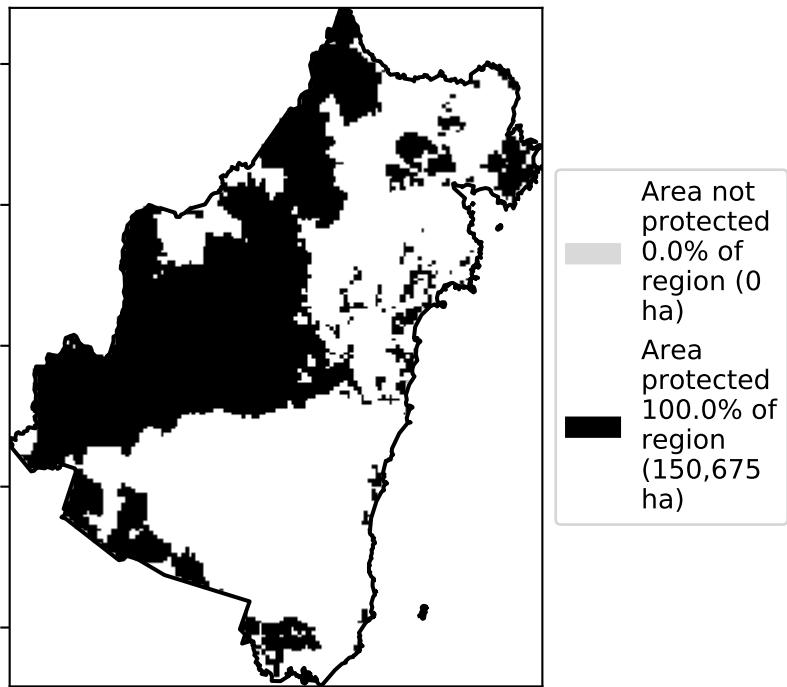 Area not
protected
0.0% of
region (0
ha)
Area
protected
100.0% of
region
(150,675
ha)